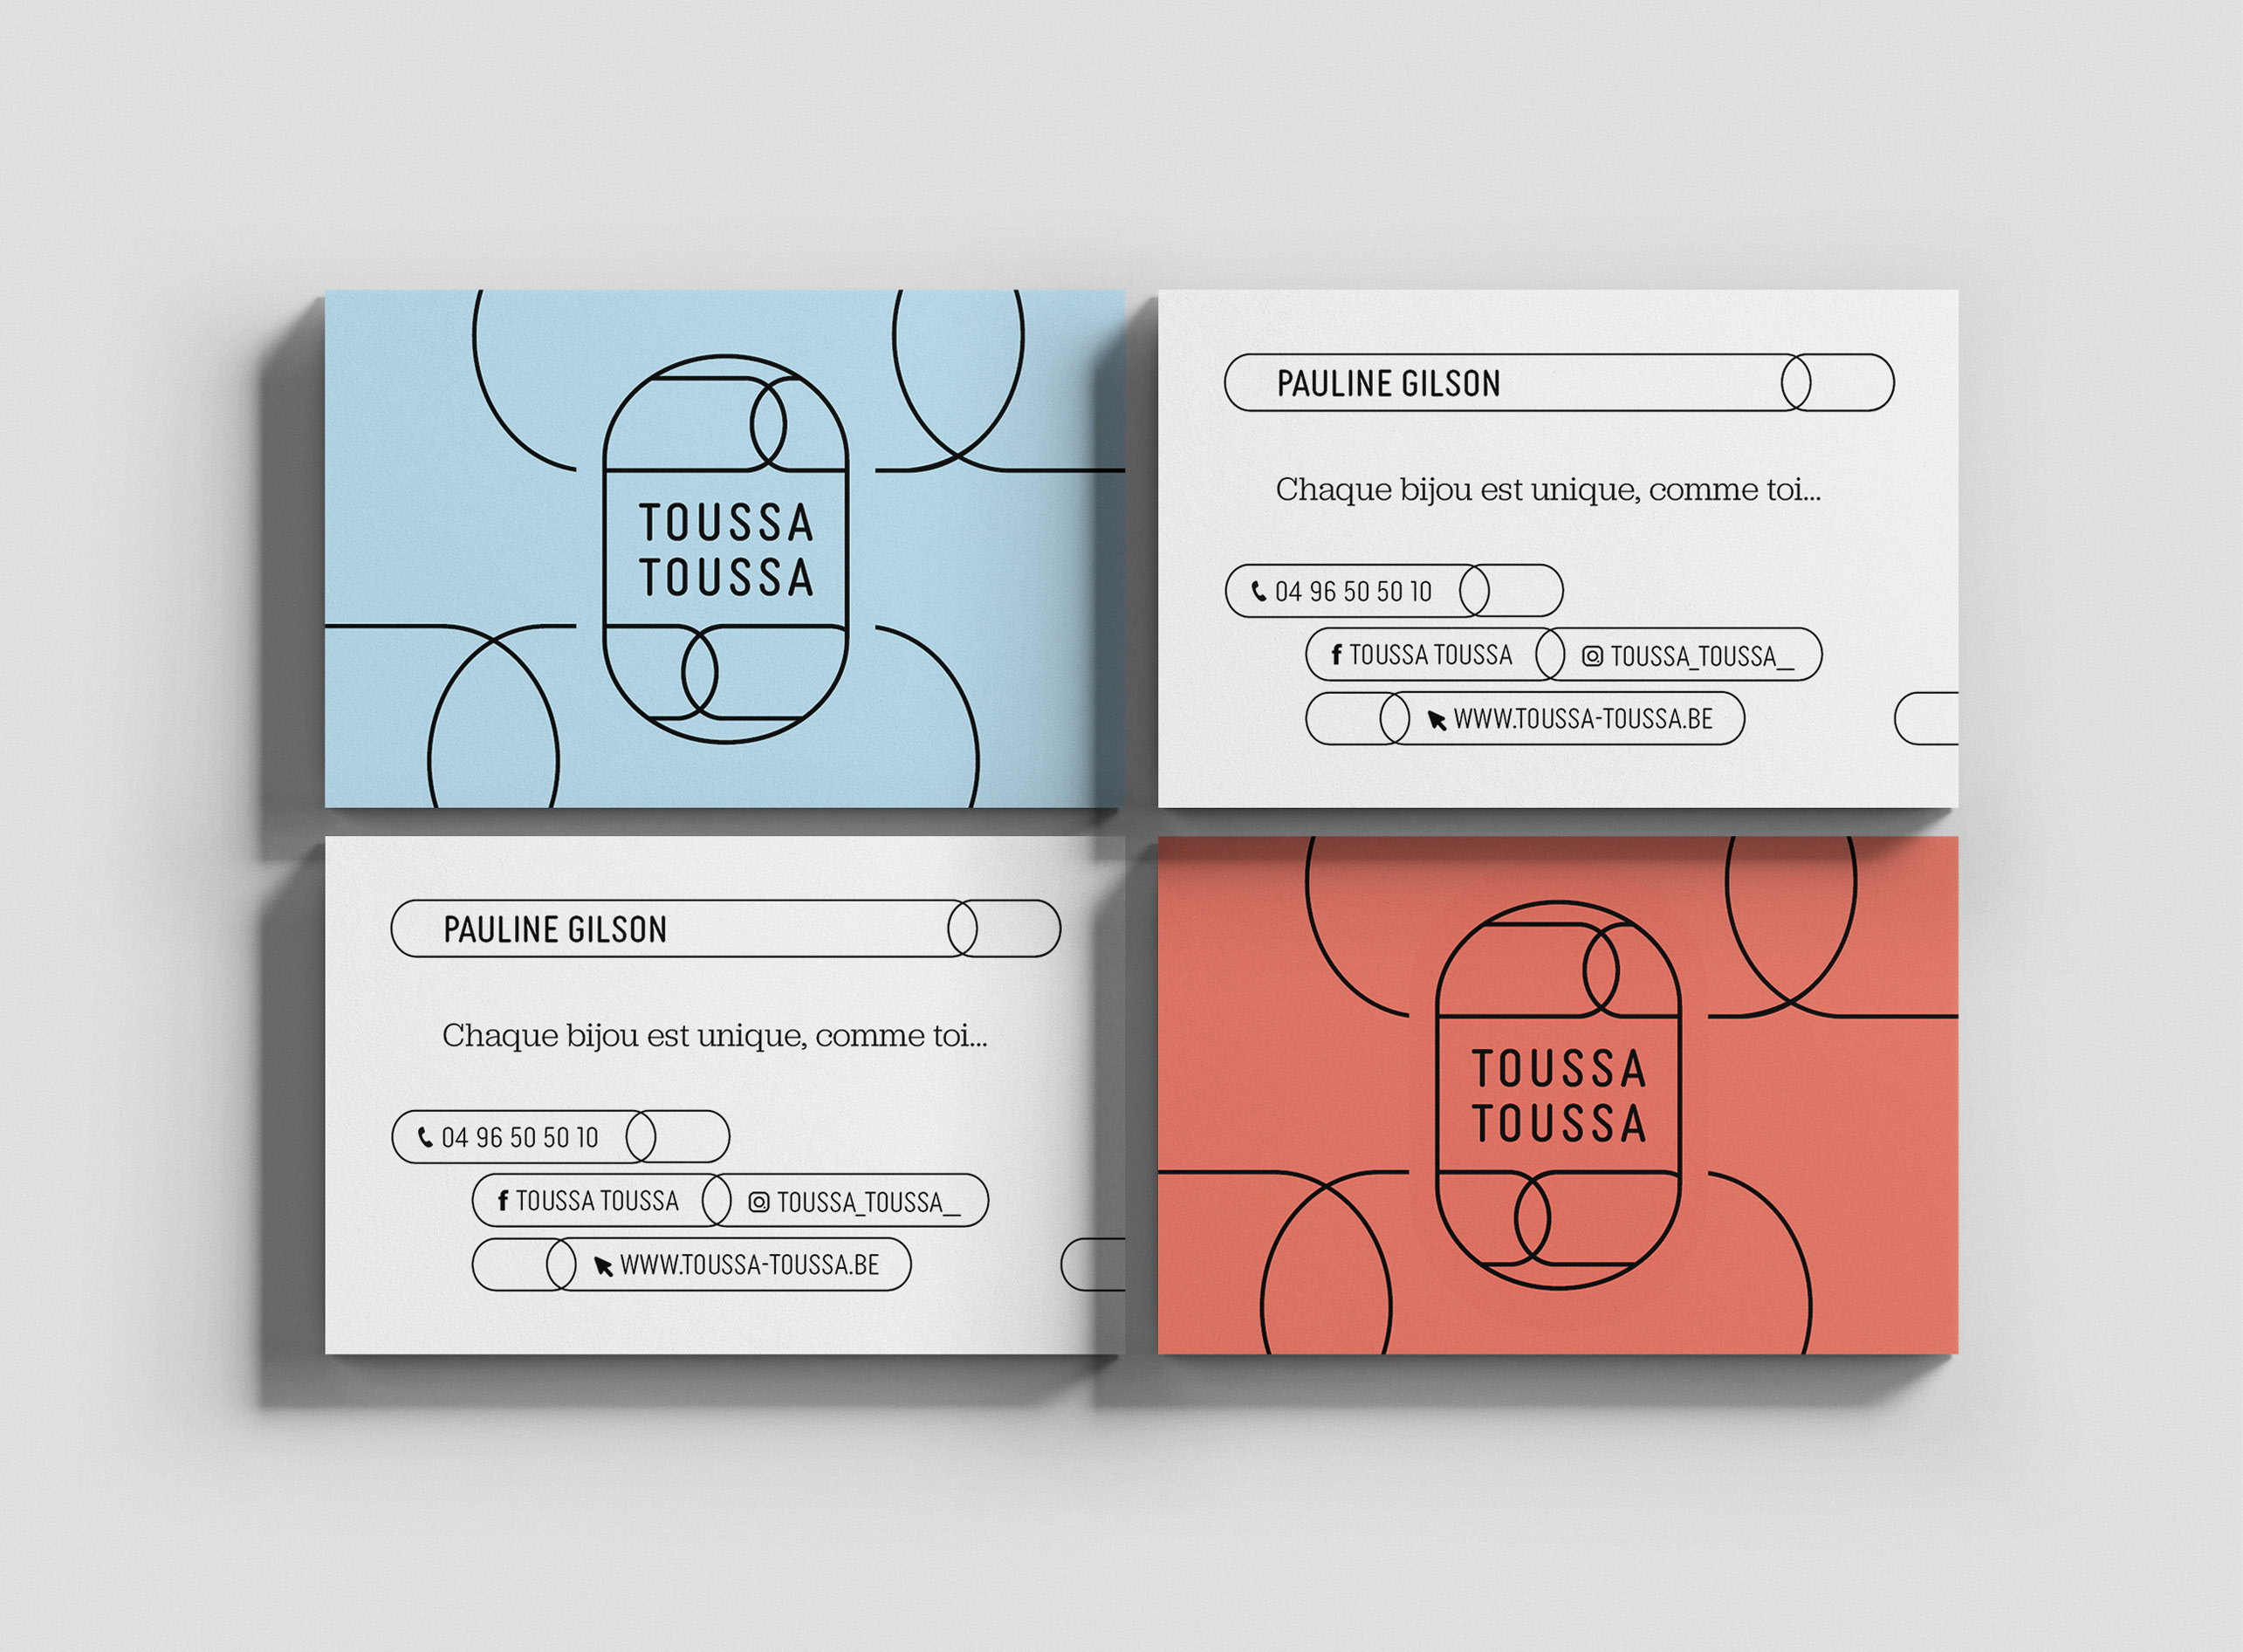 TOUSSA
TOUSSA
PAULINE GILSON
Chaque bijou est unique, comme toi...
04 96 50 50 10
f TOUSSA TOUSSA
TOUSSA_TOUSSA__
WWW.TOUSSA-TOUSSA.BE
PAULINE GILSON
Chaque bijou est unique, comme toi...
04 96 50 50 10
f TOUSSA TOUSSA
TOUSSA_TOUSSA__
WWW.TOUSSA-TOUSSA.BE
TOUSSA
TOUSSA